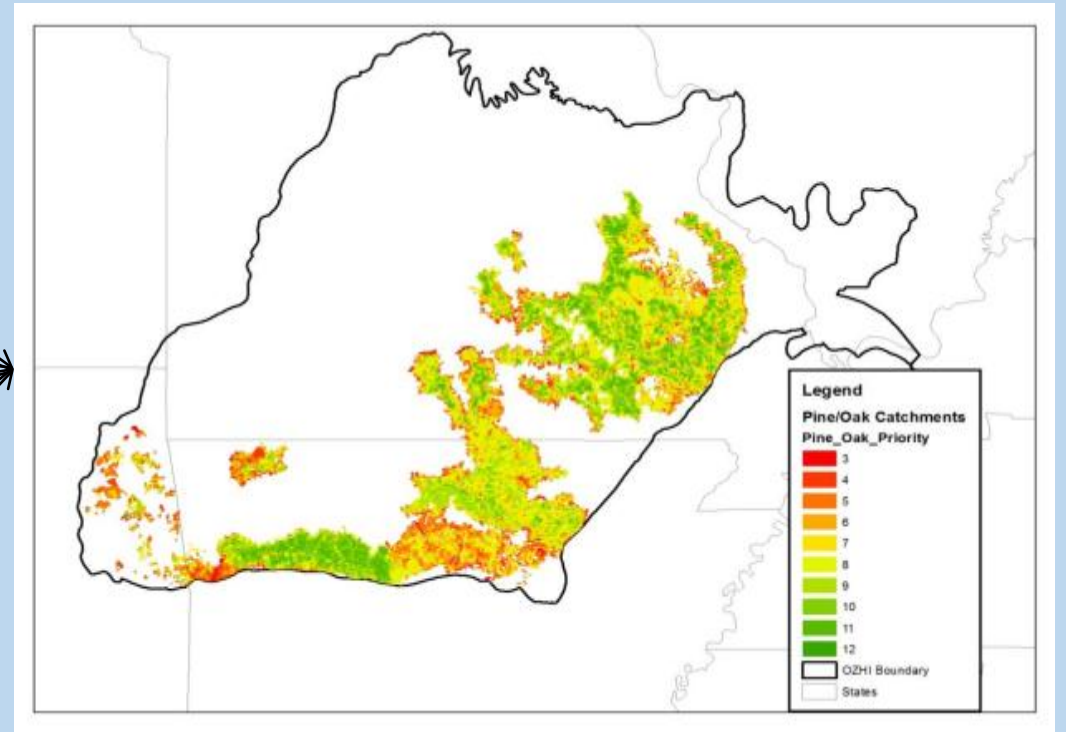 Legend
Pine/Oak Catchments
Pine_Oak_Priority
3
4
5
6
7
8
9
10
11
12
OZHI Boundary
States